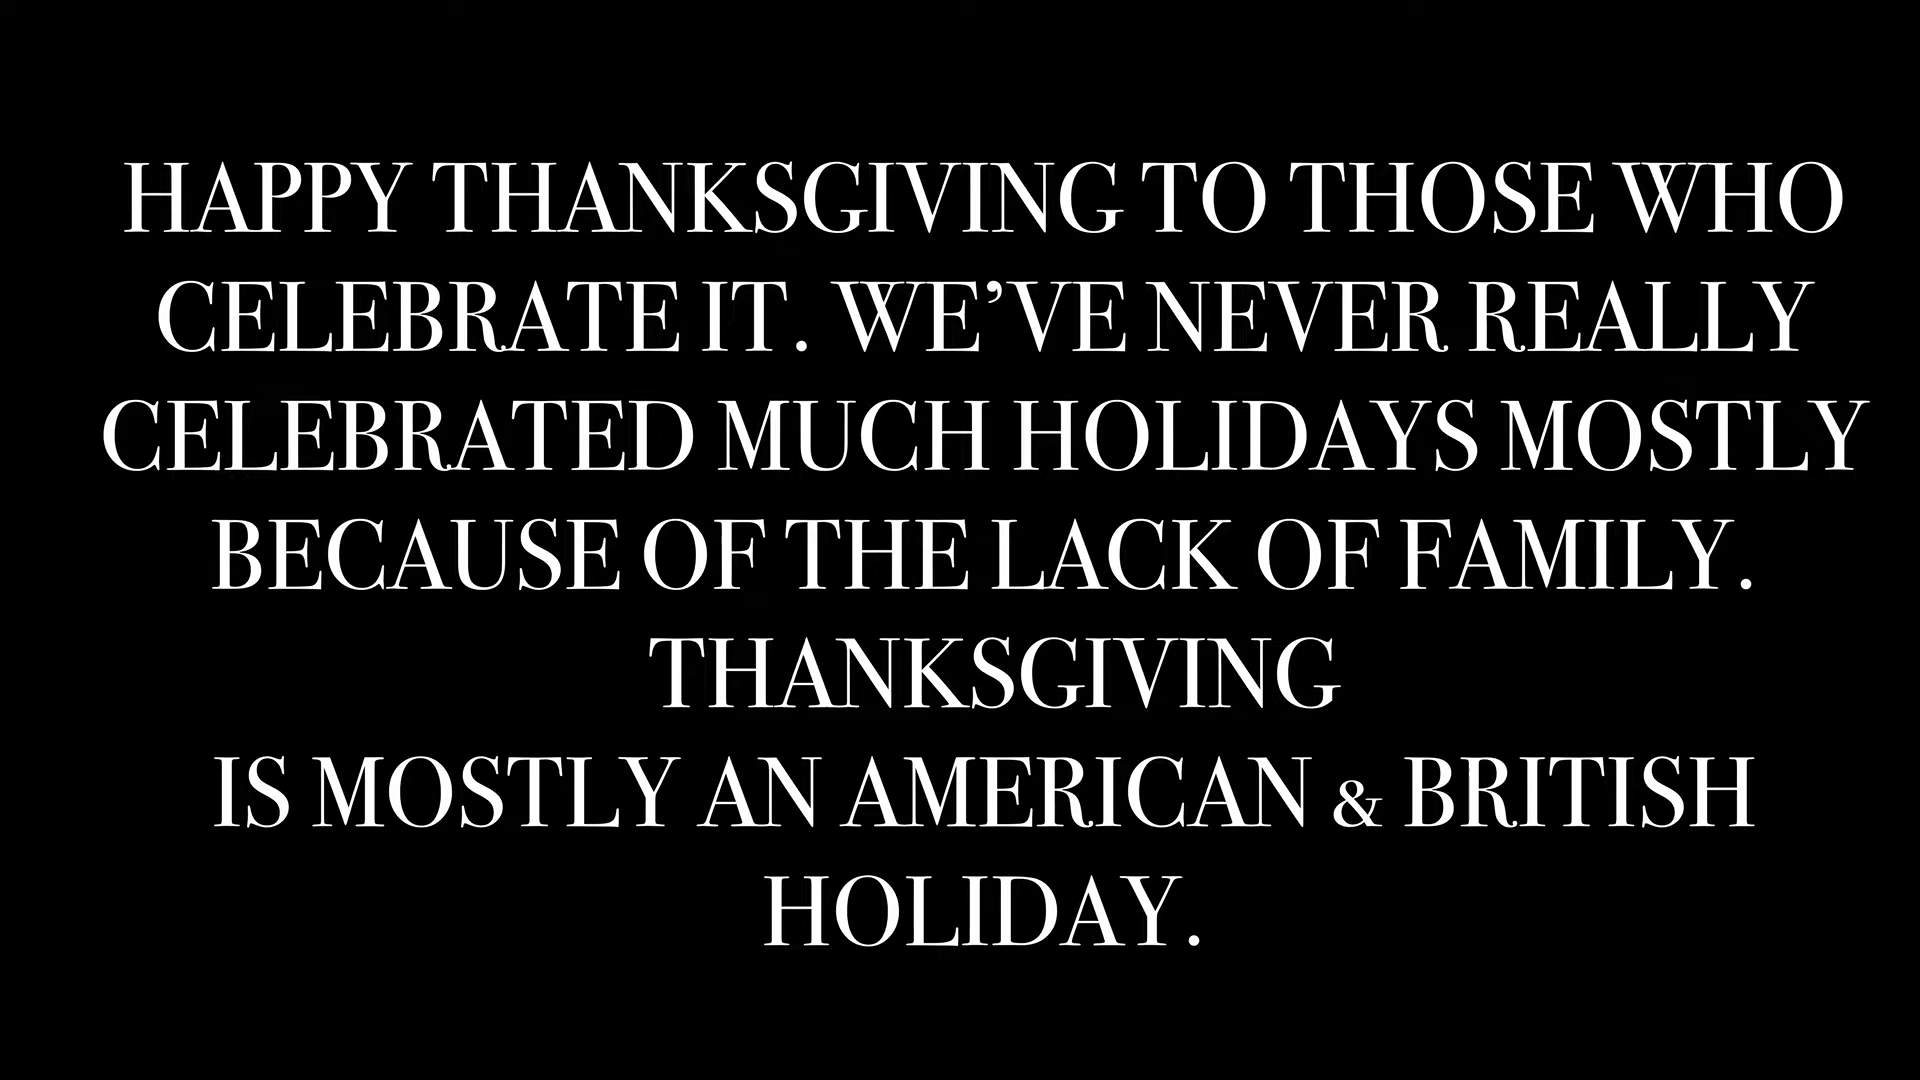 HAPPY THANKSGIVING TO THOSE WHO
CELEBRATE IT. WE’VE NEVER REALLY
CELEBRATED MUCH HOLIDAYS MOSTLY
BECAUSE OF THE LACK OF FAMILY.
THANKSGIVING
IS MOSTLY AN AMERICAN & BRITISH
HOLIDAY.